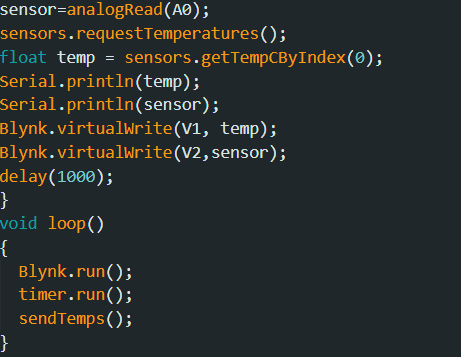 sensor=analogRead(A0);
sensors.requestTemperatures();
float temp = sensors.getTempCByIndex(0);
Serial.println(temp);
Serial.println(sensor);
Blynk.virtualWrite(V1, temp);
Blynk.virtualWrite(V2,sensor);
delay(1000);
}
void loop()
{
  Blynk.run();
  timer.run();
  sendTemps();
}